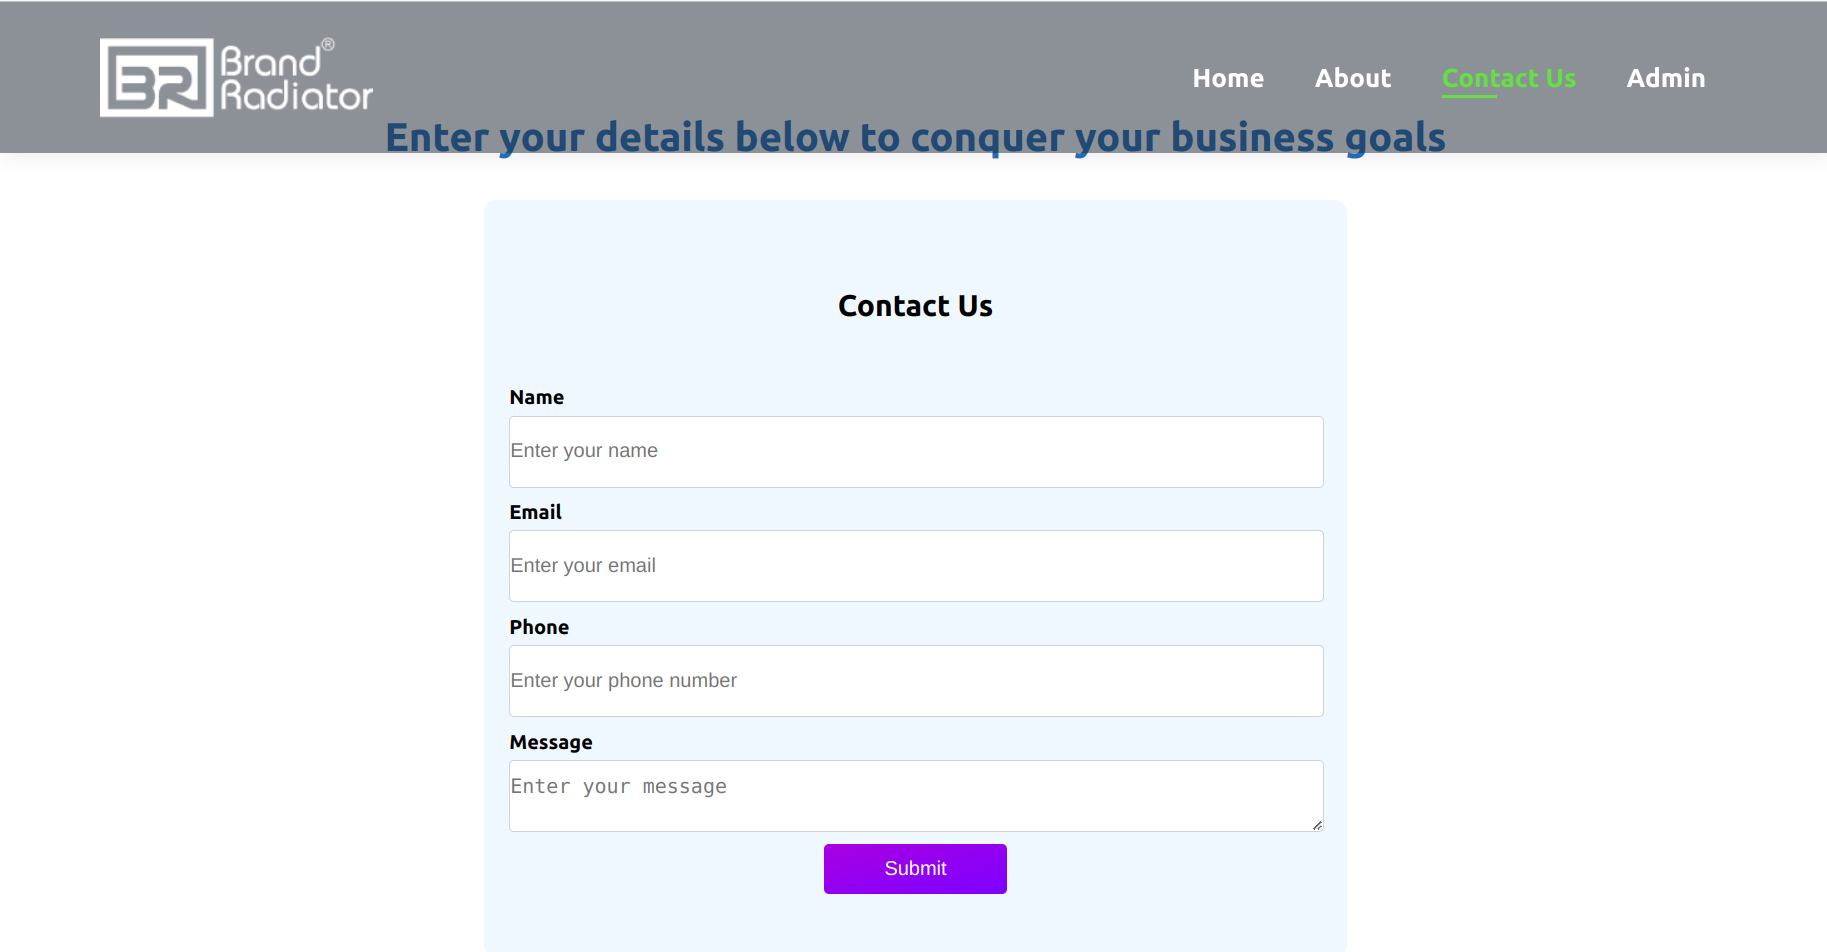 BR Brand®
Radiator
Home About Contact Us Admin
Enter your details below to conquer your business goals
Contact Us
Name
Enter your name
Email
Enter your email
Phone
Enter your phone number
Message
Enter your message
Submit